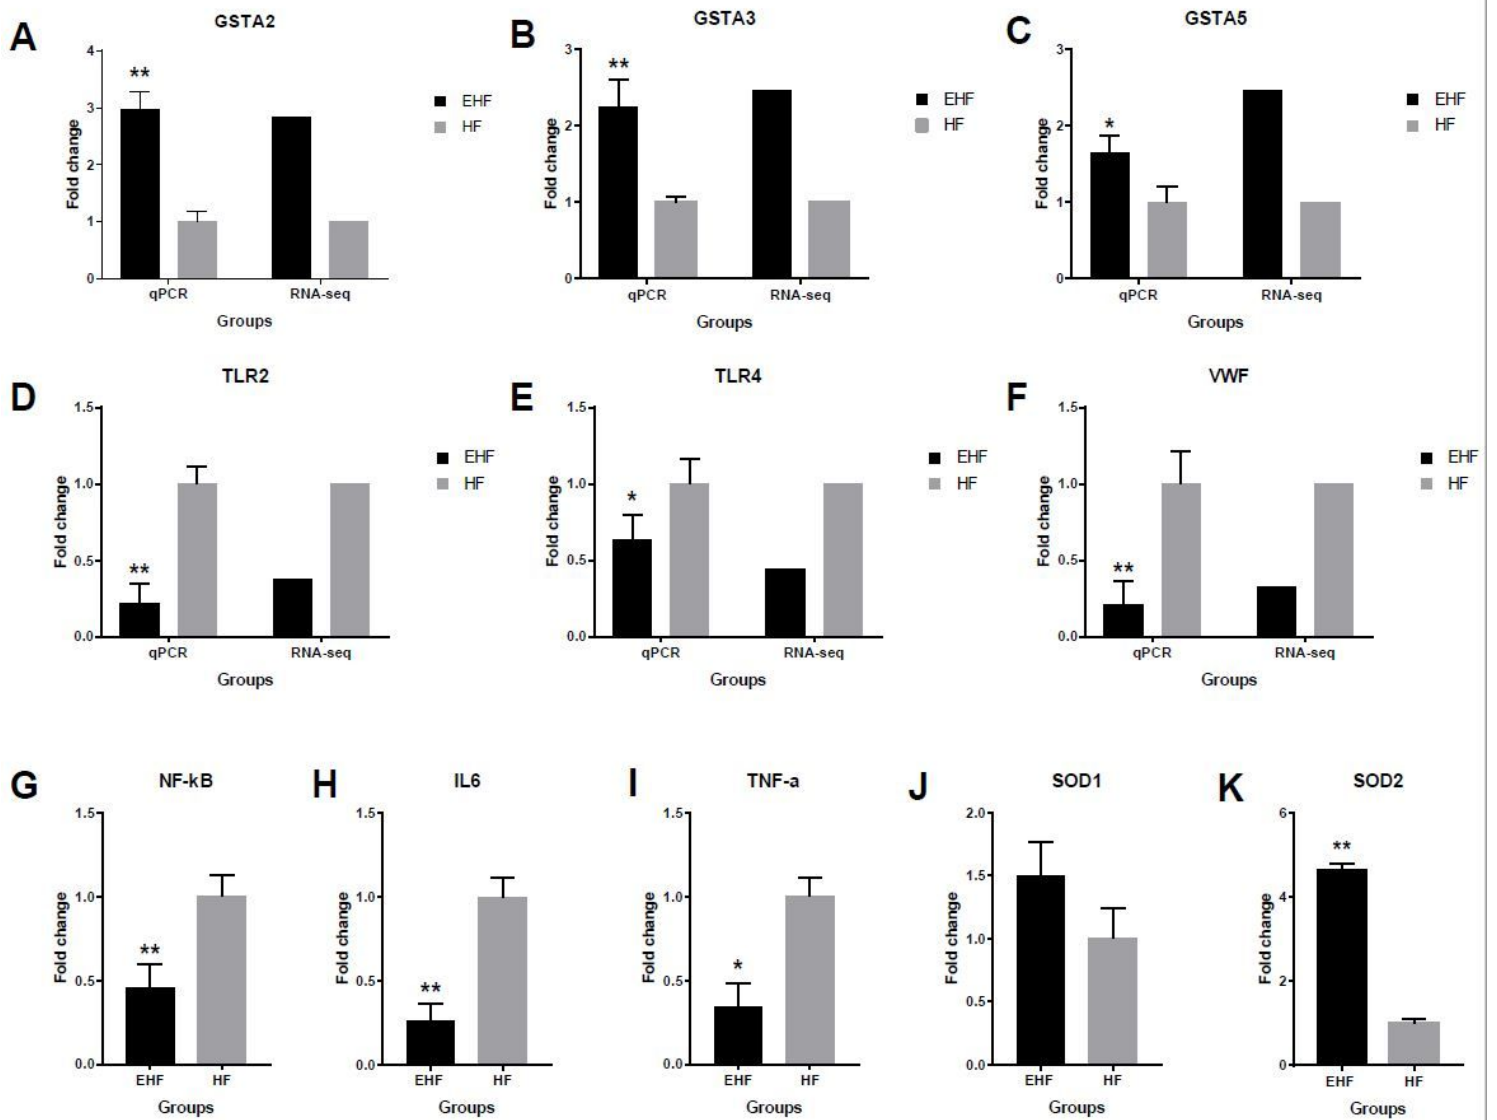 A
GSTA2
4
3
2
1
0
Fold change
**
EHF
HF
qPCR
RNA-seq
Groups
B
GSTA3
3
2
1
0
Fold change
**
EHF
HF
qPCR
RNA-seq
Groups
C
GSTA5
3
2
1
0
Fold change
*
EHF
HF
qPCR
RNA-seq
Groups
D
TLR2
1.5
1.0
0.5
0.0
Fold change
**
EHF
HF
qPCR
RNA-seq
Groups
E
TLR4
1.5
1.0
0.5
0.0
Fold change
*
EHF
HF
qPCR
RNA-seq
Groups
F
VWF
1.5
1.0
0.5
0.0
Fold change
**
EHF
HF
qPCR
RNA-seq
Groups
G
NF-kB
1.5
1.0
0.5
0.0
Fold change
**
EHF
HF
Groups
H
IL6
1.5
1.0
0.5
0.0
Fold change
**
EHF
HF
Groups
I
TNF-a
1.5
1.0
0.5
0.0
Fold change
*
EHF
HF
Groups
J
SOD1
2.0
1.5
1.0
0.5
0.0
Fold change
EHF
HF
Groups
K
SOD2
6
4
2
0
Fold change
**
EHF
HF
Groups